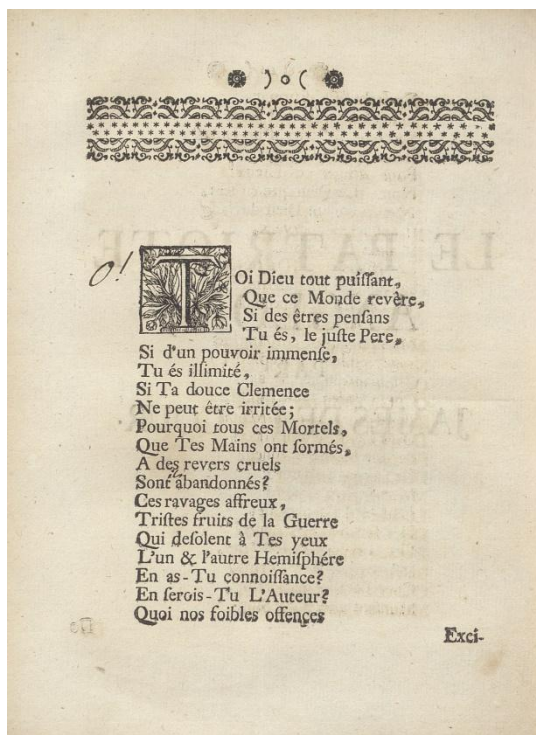 ) o (
O! TOi Dieu tout puiſſant,
Que ce Monde revère,
Si des êtres penſans
Tu és, le juſte Pere,
Si d'un pouvoir immenſe,
Tu és illimité,
Si Ta douce Clemence
Ne peut être irritée;
Pourquoi tous ces Mortels,
Que Tes Mains ont formés,
A des revers cruels
Sont abandonnés?
Ces ravages affreux,
Triſtes fruits de la Guerre
Qui deſolent à Tes yeux
L'un & l'autre Hemiſphére
En as-Tu connoiſſance?
En ſerois-Tu L'Auteur?
Quoi nos foibles offences
Exci-